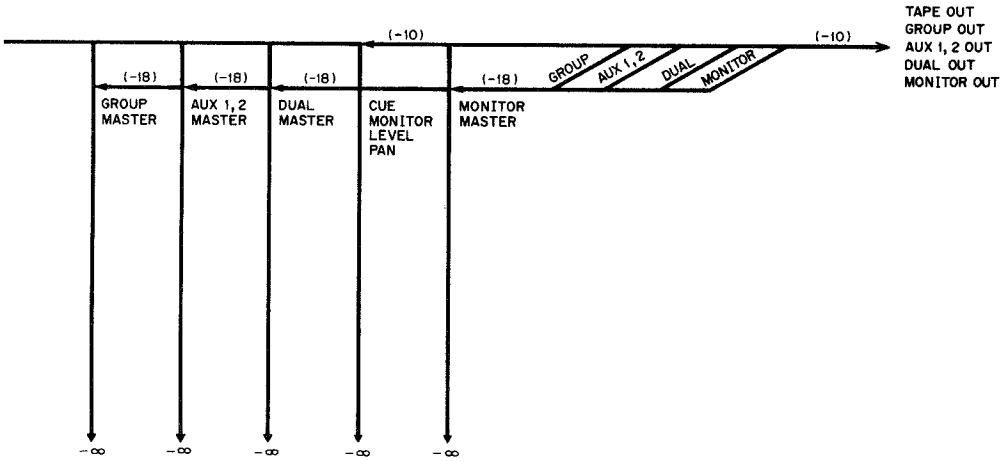 TAPE OUT
GROUP OUT
AUX 1, 2 OUT
DUAL OUT
MONITOR OUT
(-10)
(-10)
GROUP
AUX 1, 2
DUAL
MONITOR
(-18)
(-18)
(-18)
(-18)
GROUP
MASTER
AUX 1, 2
MASTER
DUAL
MASTER
CUE
MONITOR
LEVEL
PAN
MONITOR
MASTER
-∞
-∞
-∞
-∞
-∞